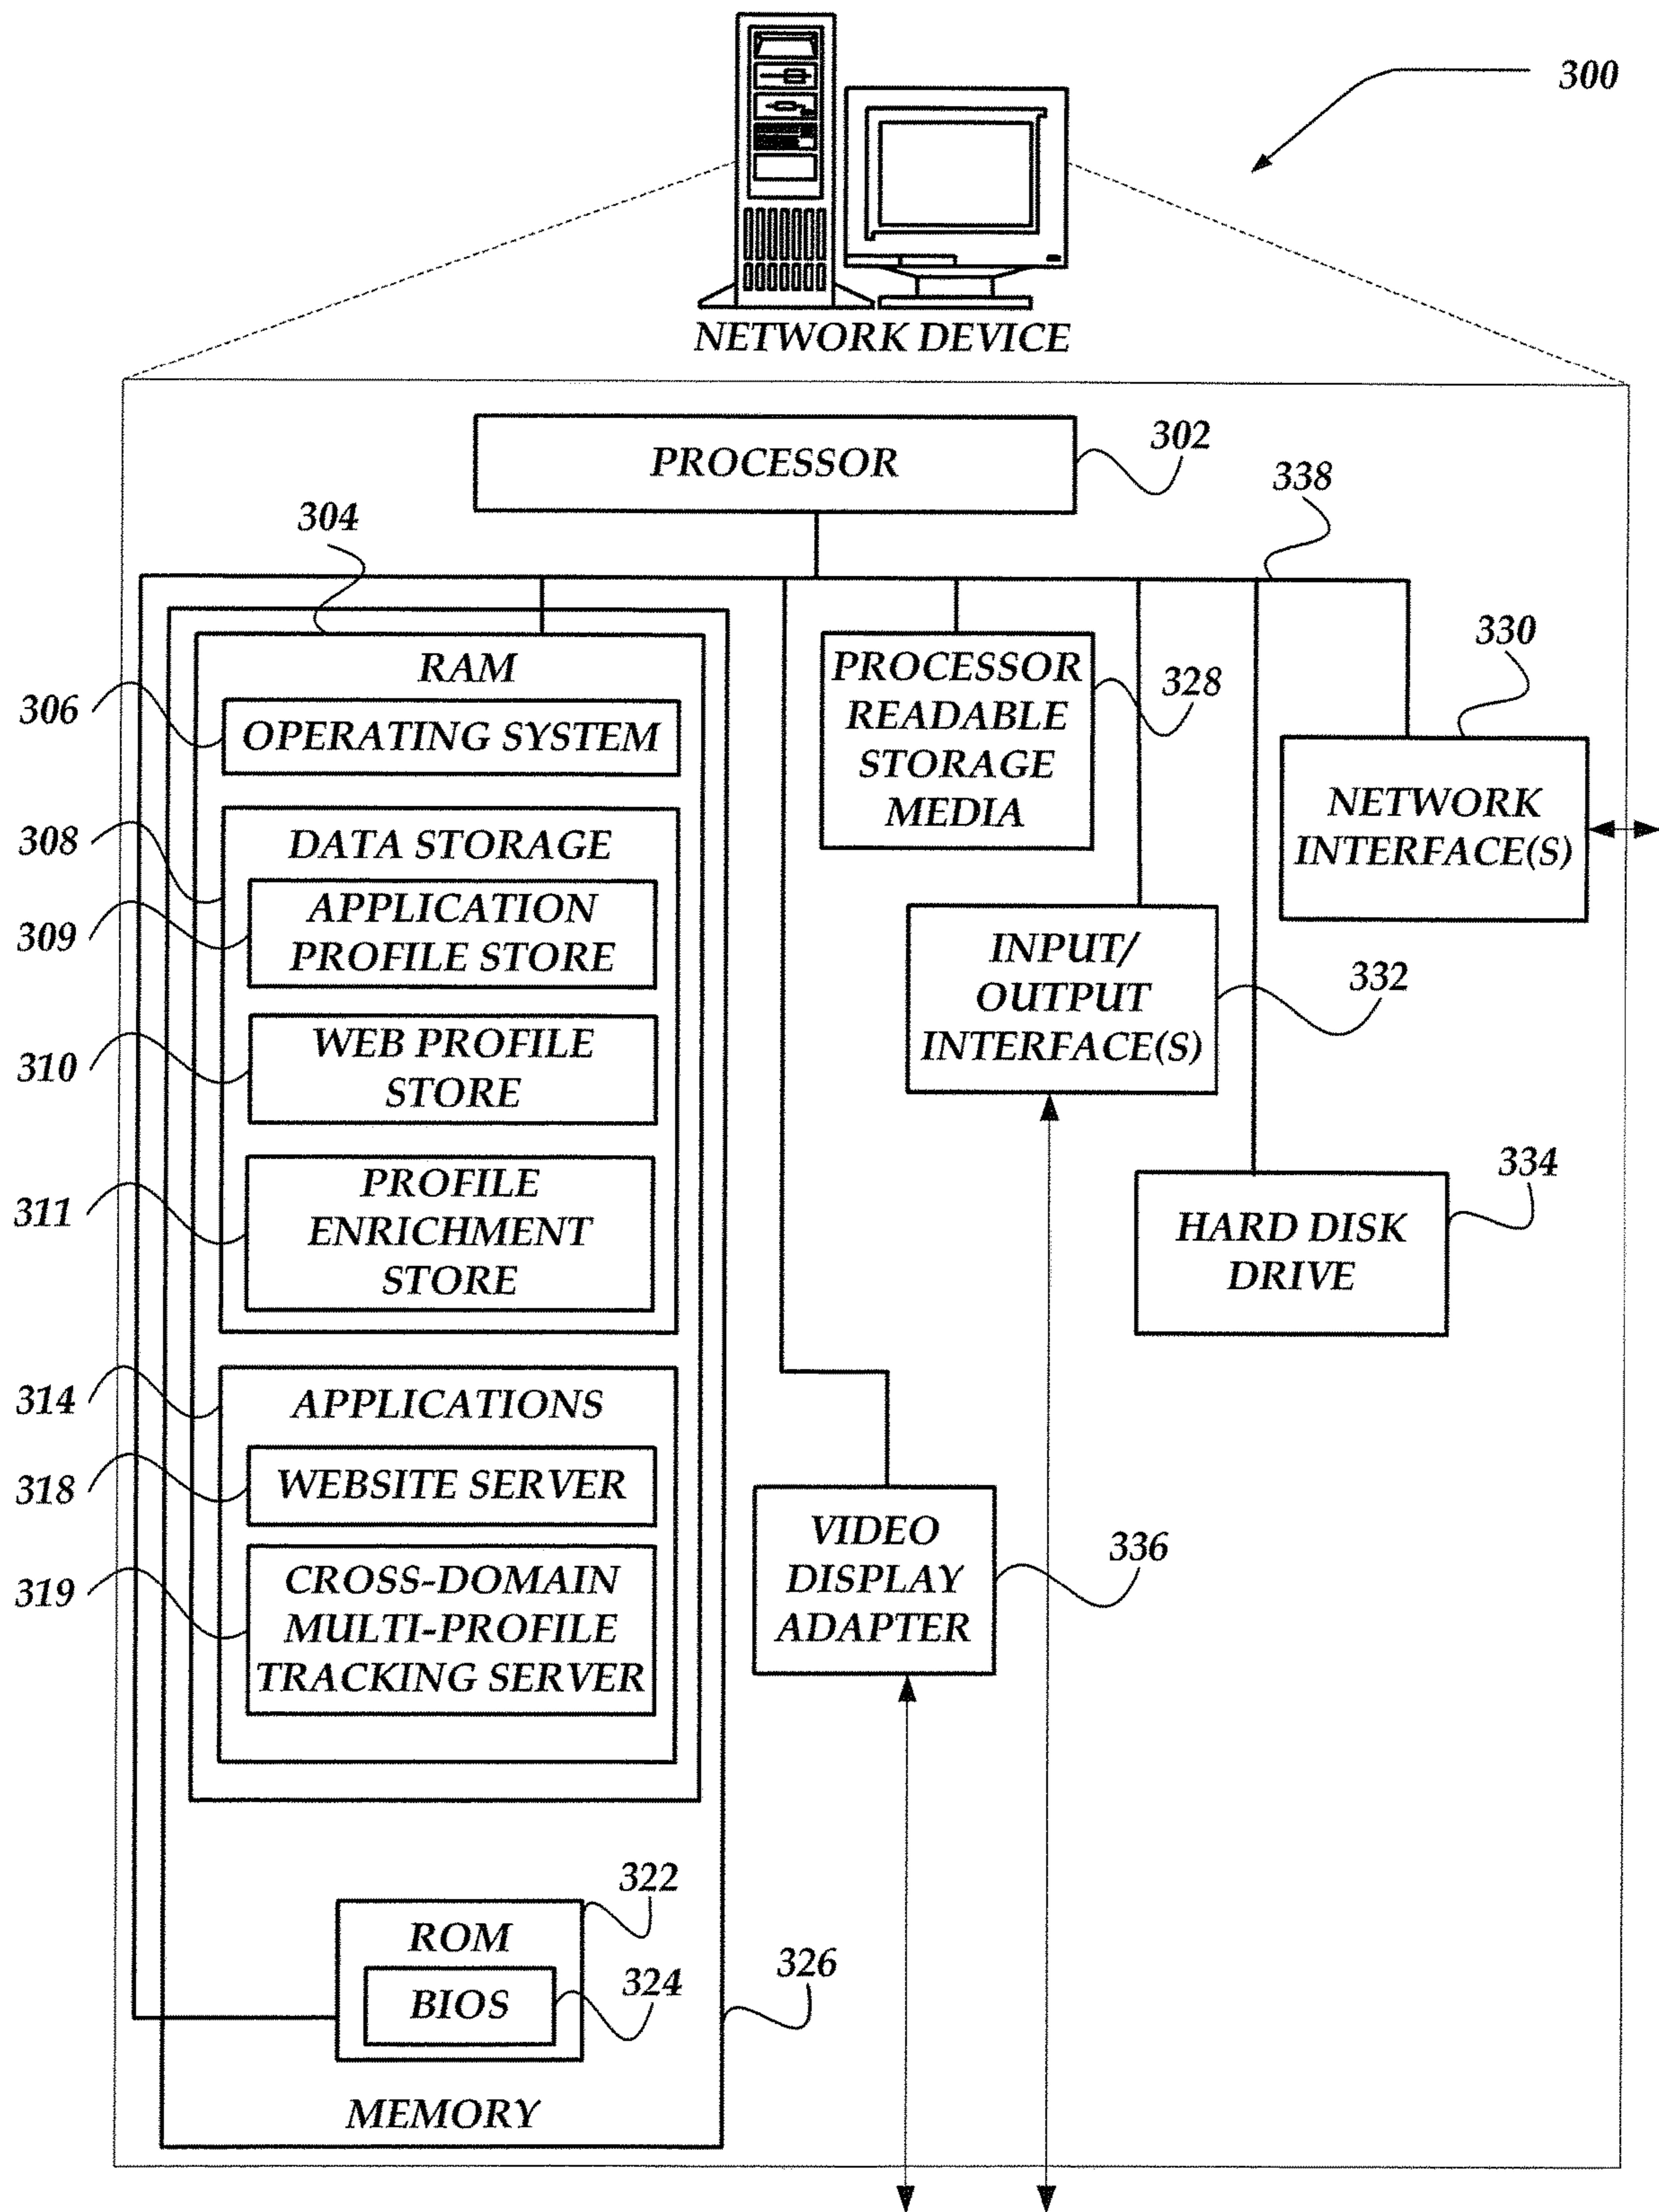 300
NETWORK DEVICE
PROCESSOR
302
338
304
RAM
306
OPERATING SYSTEM
308
DATA STORAGE
309
APPLICATION
PROFILE STORE
310
WEB PROFILE
STORE
311
PROFILE
ENRICHMENT
STORE
314
APPLICATIONS
318
WEBSITE SERVER
319
CROSS-DOMAIN
MULTI-PROFILE
TRACKING SERVER
322
ROM
324
BIOS
326
MEMORY
PROCESSOR
READABLE
STORAGE
MEDIA
328
330
NETWORK
INTERFACE(S)
INPUT/
OUTPUT
INTERFACE(S)
332
334
HARD DISK
DRIVE
VIDEO
DISPLAY
ADAPTER
336